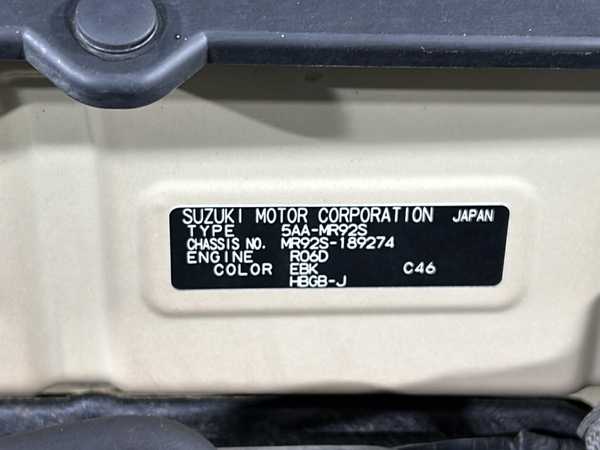 SUZUKI MOTOR CORPORATION JAPAN
TYPE 5AA-MR92S
CHASSIS NO. MR92S-189274
ENGINE R06D
COLOR EBK C46
HBGB-J